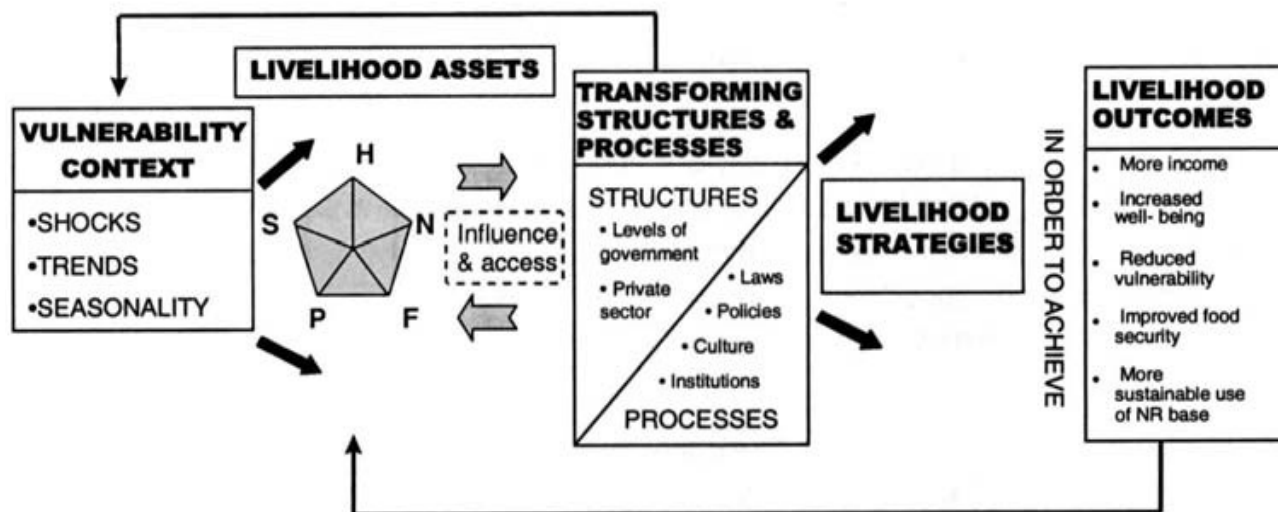 LIVELIHOOD ASSETS
VULNERABILITY
CONTEXT
•SHOCKS
•TRENDS
•SEASONALITY
H
S
N
P
F
Influence
& access
TRANSFORMING
STRUCTURES &
PROCESSES
STRUCTURES
• Levels of
government
• Private
sector
• Laws
• Policies
• Culture
• Institutions
PROCESSES
LIVELIHOOD
STRATEGIES
IN ORDER TO ACHIEVE
LIVELIHOOD
OUTCOMES
• More income
• Increased
well- being
• Reduced
vulnerability
• Improved food
security
• More
sustainable use
of NR base